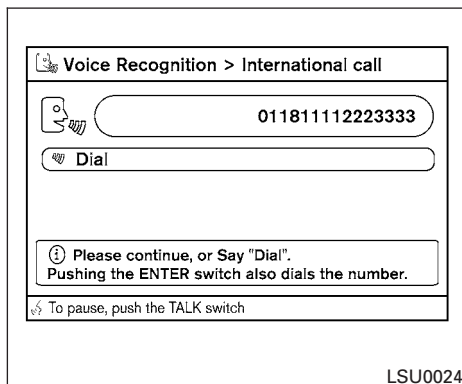 Voice Recognition > International call
011811112223333
Dial
Please continue, or Say "Dial".
Pushing the ENTER switch also dials the number.
To pause, push the TALK switch
LSU0024